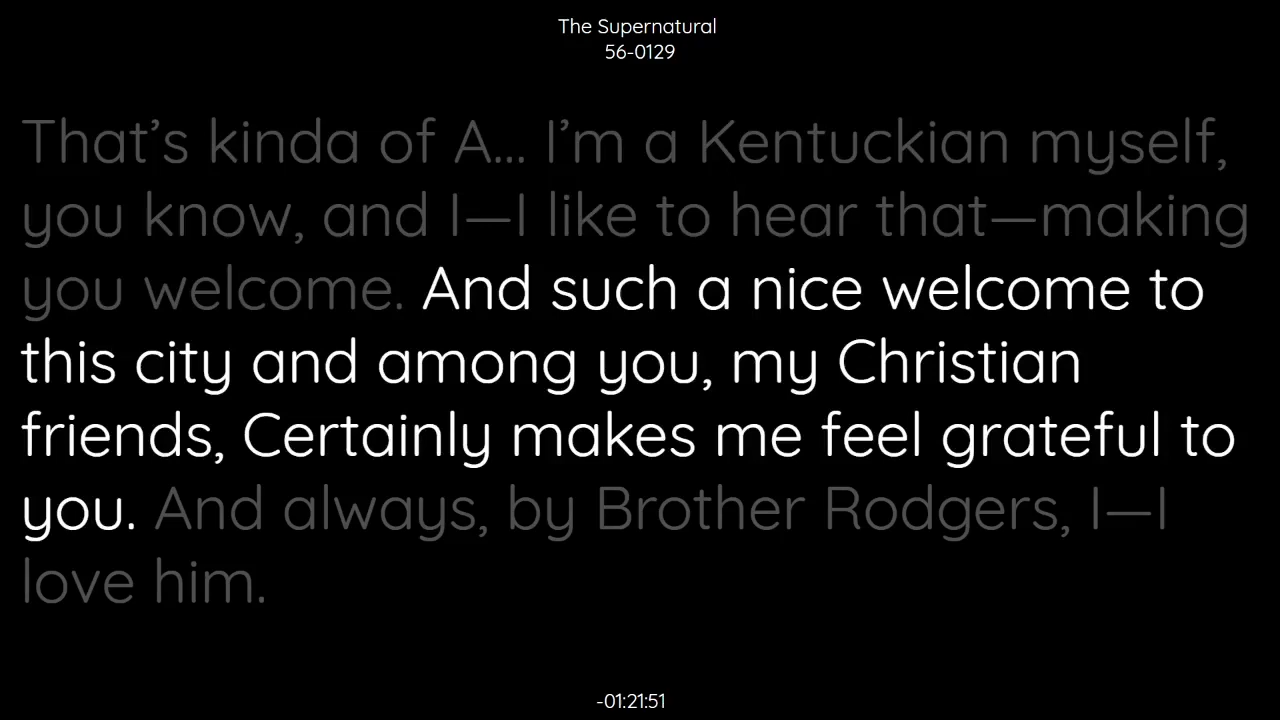 The Supernatural
56-0129
That’s kinda of A... I’m a Kentuckian myself,
you know, and I—I like to hear that—making
you welcome. And such a nice welcome to
this city and among you, my Christian
friends, Certainly makes me feel grateful to
you. And always, by Brother Rodgers, I—I
love him.
-01:21:51